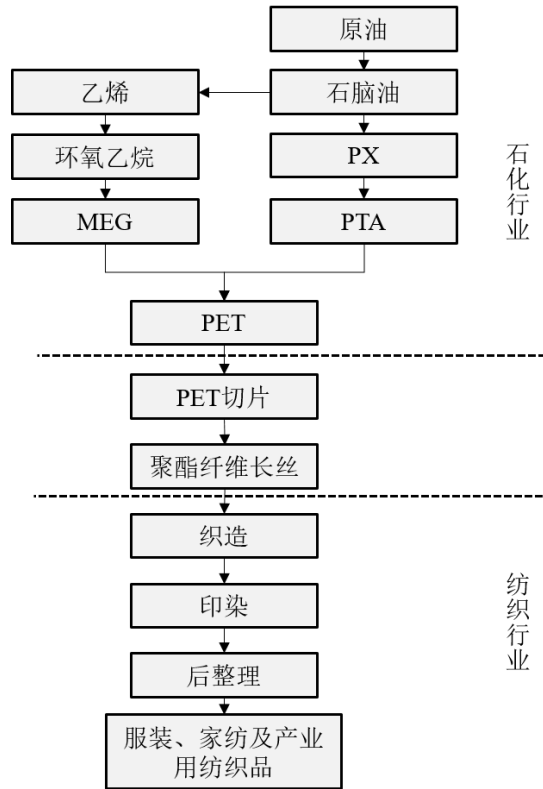 原油
乙烯
石脑油
环氧乙烷
PX
MEG
PTA
石化行业
PET
PET切片
聚酯纤维长丝
织造
印染
后整理
服装、家纺及产业
用纺织品
纺织行业